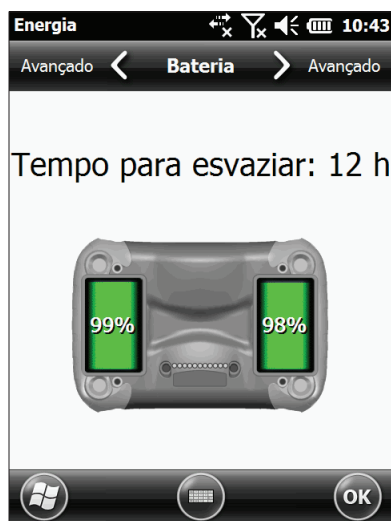 Energia 10:43
Avançado Bateria Avançado
Tempo para esvaziar: 12 h
99% 98%
OK